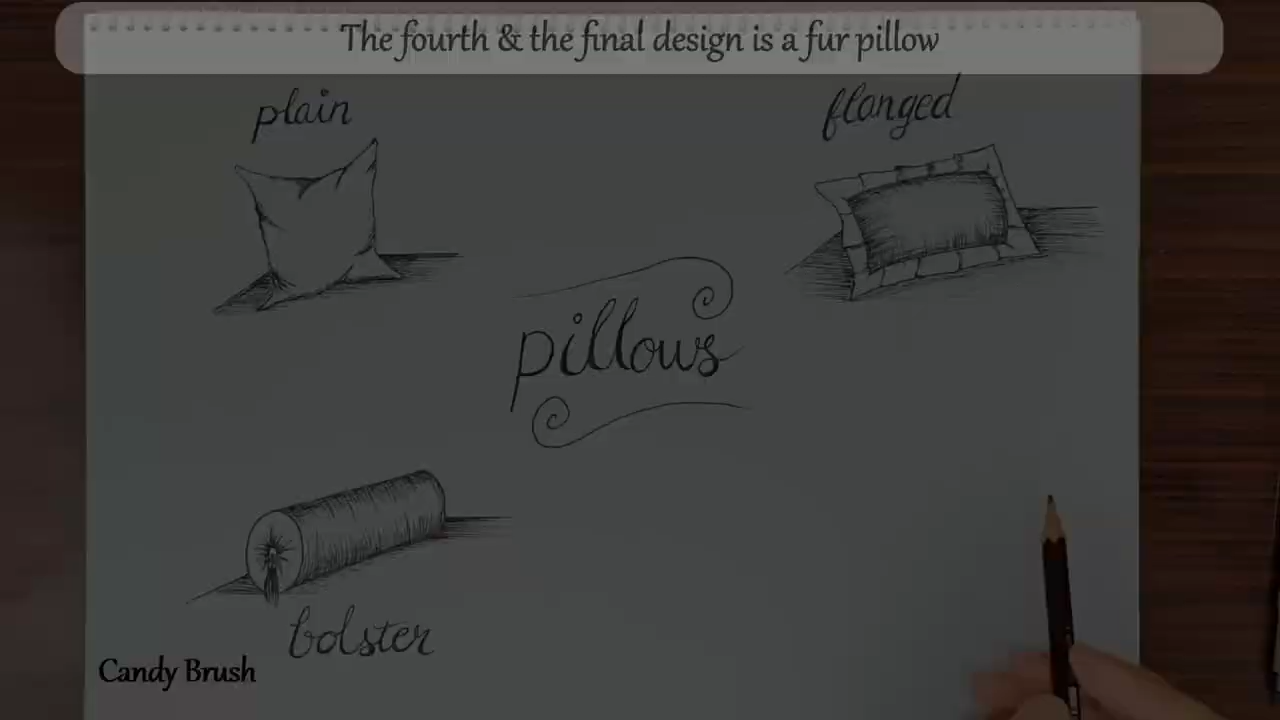 The fourth & the final design is a fur pillow
plain
flanged
pillows
bolster
Candy Brush